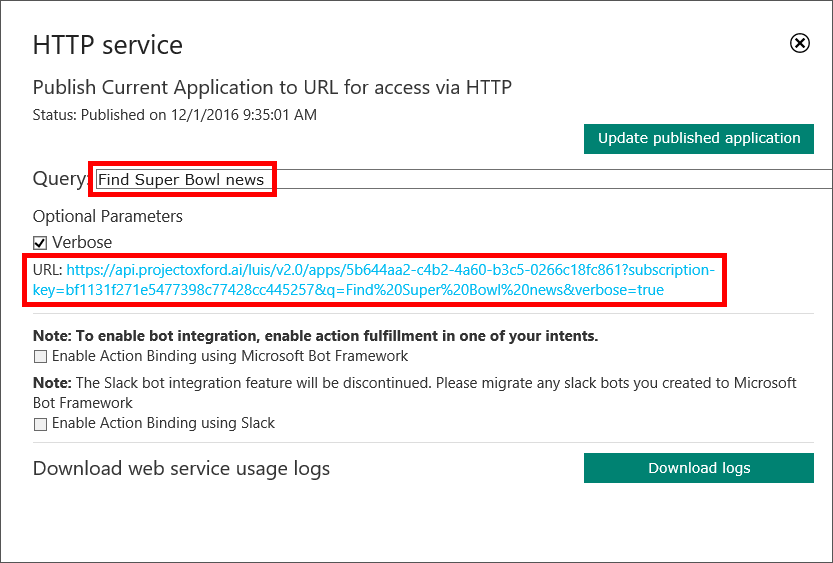 HTTP service
Publish Current Application to URL for access via HTTP
Status: Published on 12/1/2016 9:35:01 AM
Update published application
Query: Find Super Bowl news
Optional Parameters
Verbose
URL: https://api.projectoxford.ai/luis/v2.0/apps/5b644aa2-c4b2-4a60-b3c5-0266c18fc861?subscription-
key=bf1131f271e5477398c77428cc445257&q=Find%20Super%20Bowl%20news&verbose=true
Note: To enable bot integration, enable action fulfillment in one of your intents.
Enable Action Binding using Microsoft Bot Framework
Note: The Slack bot integration feature will be discontinued. Please migrate any slack bots you created to Microsoft
Bot Framework
Enable Action Binding using Slack
Download web service usage logs
Download logs